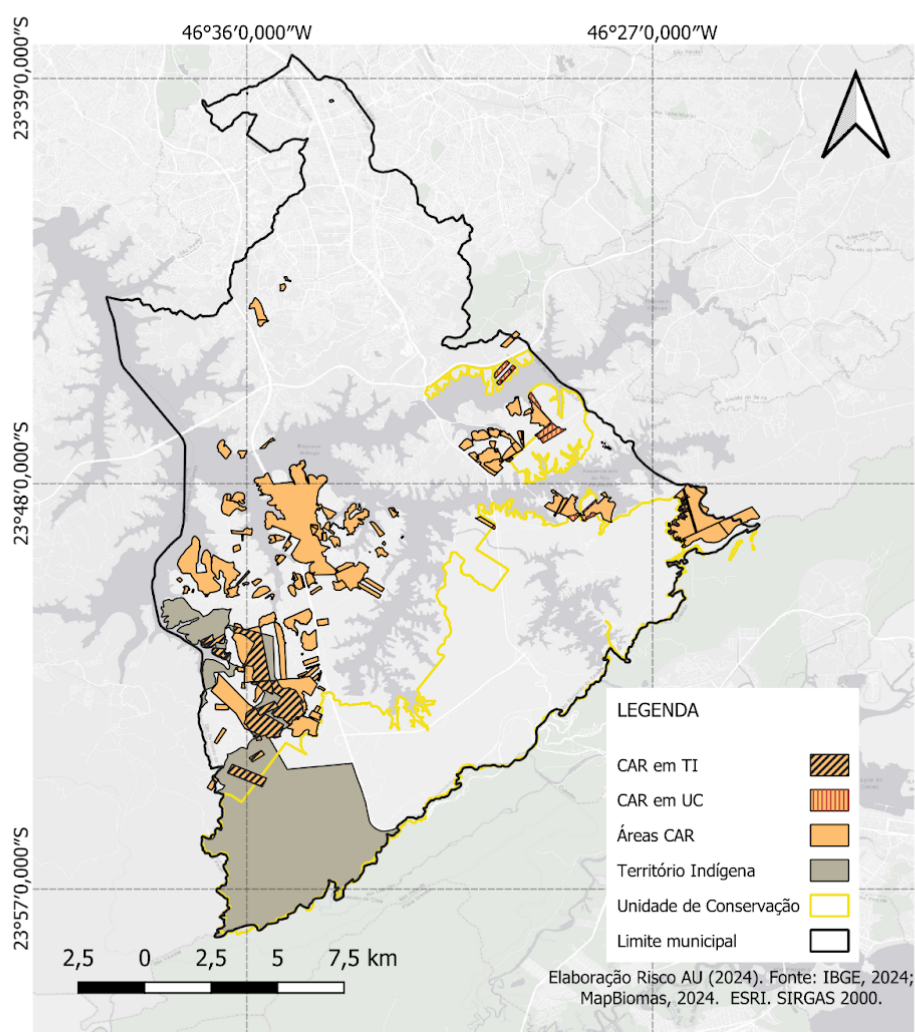 46°36'0,000"W
46°27'0,000"W
23°39'0,000"S
23°48'0,000"S
23°57'0,000"S
LEGENDA
CAR em TI
CAR em UC
Áreas CAR
Território Indígena
Unidade de Conservação
Limite municipal
2,5 0 2,5 5 7,5 km
Elaboração Risco AU (2024). Fonte: IBGE, 2024;
MapBiomas, 2024. ESRI. SIRGAS 2000.